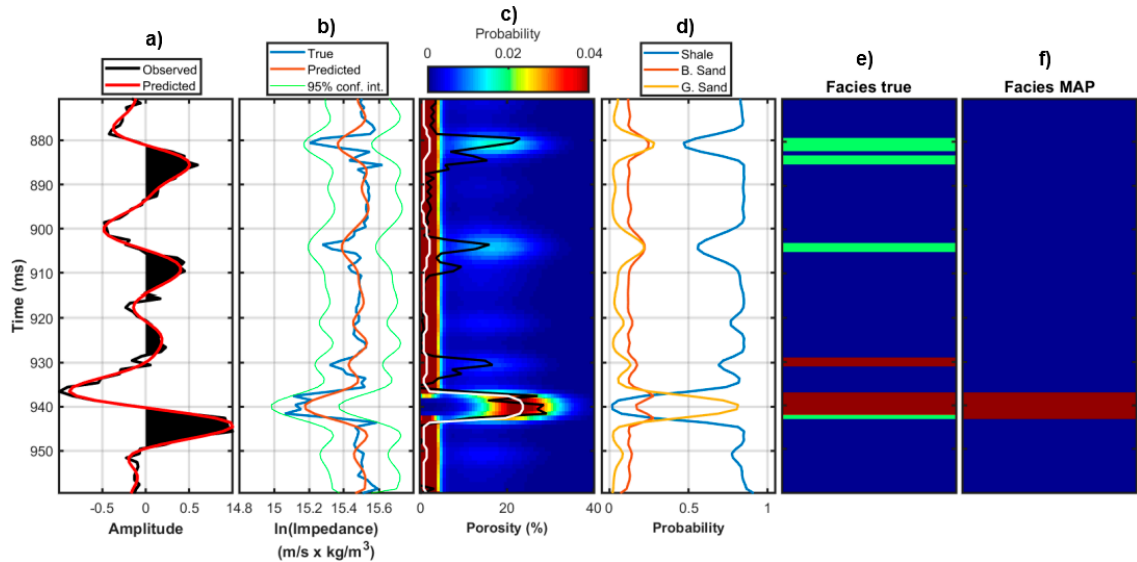 a)
b)
c)
d)
e)
f)
Observed
Predicted
True
Predicted
95% conf. int.
Probability
0
0.02
0.04
Shale
B. Sand
G. Sand
Facies true
Facies MAP
Time (ms)
880
890
900
910
920
930
940
950
-0.5
0
0.5
14.8
15
15.2
15.4
15.6
0
20
40
0
0.5
1
Amplitude
ln(Impedance)
(m/s x kg/m³)
Porosity (%)
Probability